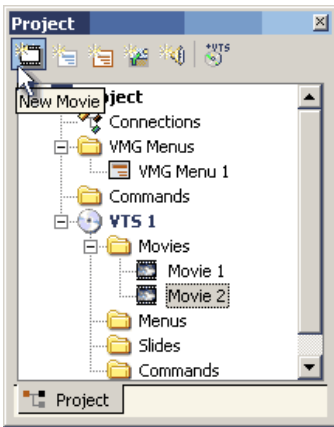 Project
+VTS
New Movie
oject
Connections
VMG Menus
VMG Menu 1
Commands
VTS 1
Movies
Movie 1
Movie 2
Menus
Slides
Commands
Project